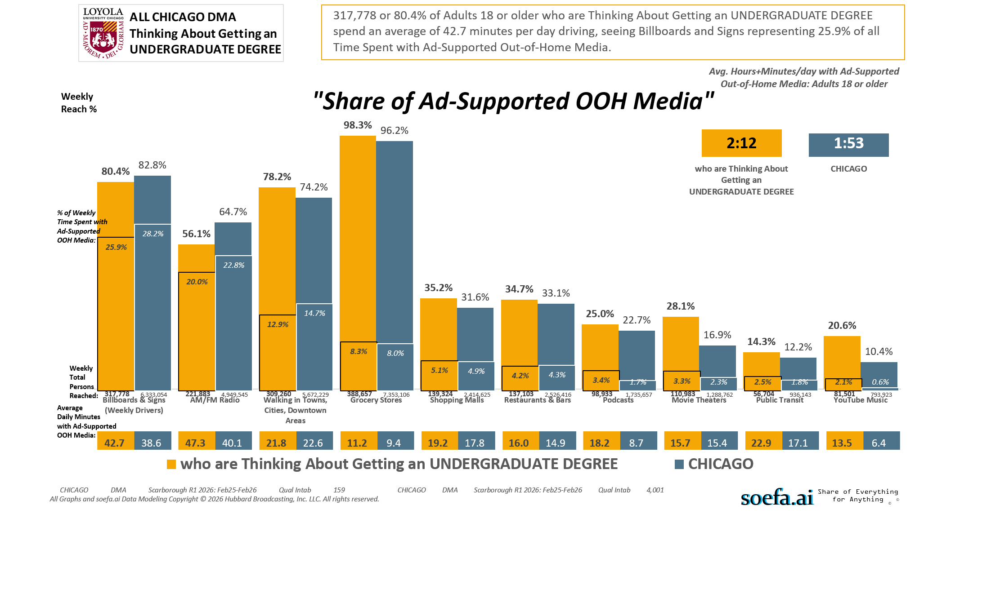 LOYOLA
UNIVERSITY CHICAGO
1870
AD • MAJOREM • DEI • GLORIAM
ALL CHICAGO DMA
Thinking About Getting an
UNDERGRADUATE DEGREE
317,778 or 80.4% of Adults 18 or older who are Thinking About Getting an UNDERGRADUATE DEGREE
spend an average of 42.7 minutes per day driving, seeing Billboards and Signs representing 25.9% of all
Time Spent with Ad-Supported Out-of-Home Media.
Avg. Hours+Minutes/day with Ad-Supported
Out-of-Home Media: Adults 18 or older
Weekly
Reach %
"Share of Ad-Supported OOH Media"
2:12 1:53
who are Thinking About
Getting an
UNDERGRADUATE DEGREE
CHICAGO
80.4% 82.8% 56.1% 64.7% 78.2% 74.2% 98.3% 96.2% 35.2% 31.6% 34.7% 33.1% 25.0% 22.7% 28.1% 16.9% 14.3% 12.2% 20.6% 10.4%
% of Weekly
Time Spent with
Ad-Supported
OOH Media:
25.9% 28.2% 20.0% 22.8% 12.9% 14.7% 8.3% 8.0% 5.1% 4.9% 4.2% 4.3% 3.4% 1.7% 3.3% 2.3% 2.5% 1.8% 2.1% 0.6%
Weekly
Total
Persons
Reached:
317,778 6,333,054 221,883 4,949,545 309,260 5,672,229 388,657 7,353,106 139,324 2,414,625 137,103 2,526,416 98,933 1,735,657 110,983 1,288,762 56,704 936,143 81,501 793,923
Billboards & Signs
(Weekly Drivers)
AM/FM Radio
Walking in Towns,
Cities, Downtown
Areas
Grocery Stores
Shopping Malls
Restaurants & Bars
Podcasts
Movie Theaters
Public Transit
YouTube Music
Average
Daily Minutes
with Ad-Supported
OOH Media:
42.7 38.6 47.3 40.1 21.8 22.6 11.2 9.4 19.2 17.8 16.0 14.9 18.2 8.7 15.7 15.4 22.9 17.1 13.5 6.4
who are Thinking About Getting an UNDERGRADUATE DEGREE CHICAGO
CHICAGO DMA Scarborough R1 2026: Feb25-Feb26 Qual Intab 159 CHICAGO DMA Scarborough R1 2026: Feb25-Feb26 Qual Intab 4,001
All Graphs and soefa.ai Data Modeling Copyright © 2026 Hubbard Broadcasting, Inc. LLC. All rights reserved.
soefa.ai
Share of Everything
for Anything © ©